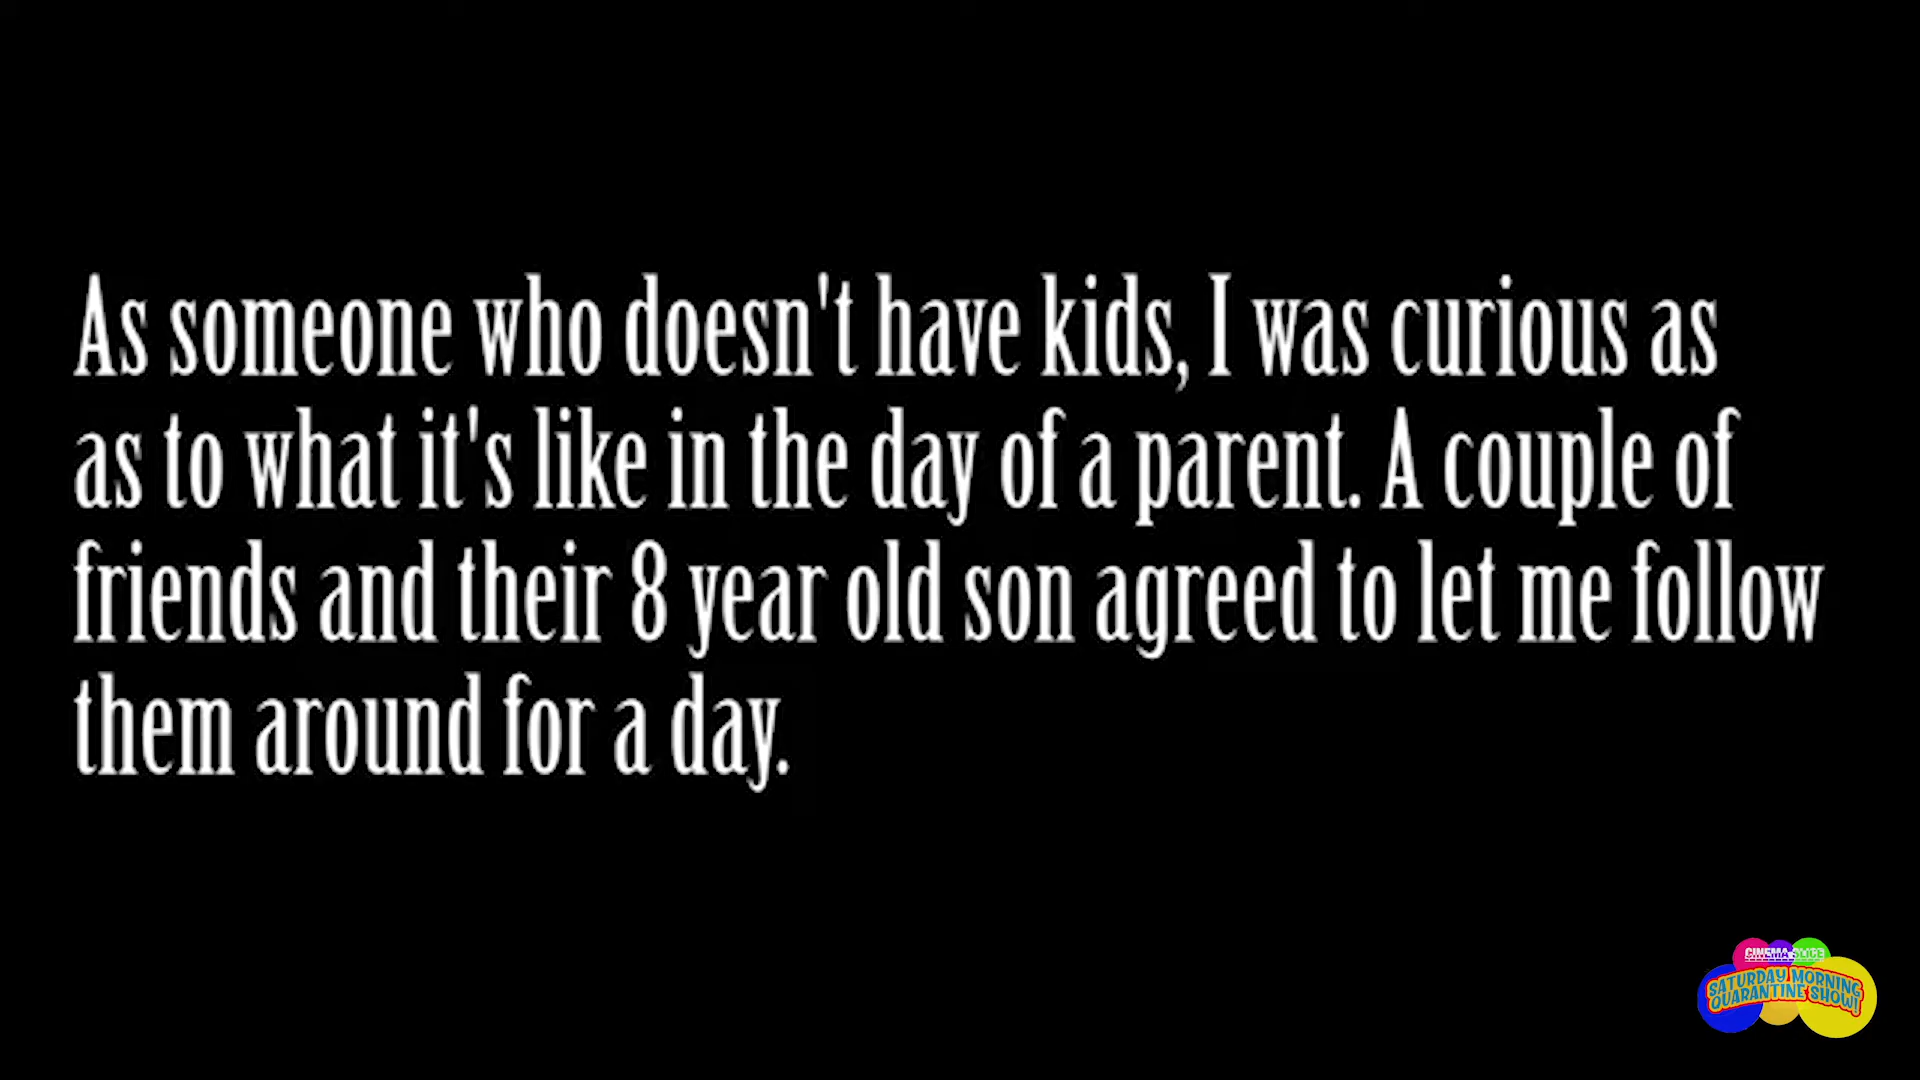 As someone who doesn't have kids, I was curious as
as to what it's like in the day of a parent. A couple of
friends and their 8 year old son agreed to let me follow
them around for a day.
CINEMA SLICE
SATURDAY MORNING
QUARANTINE SHOW!